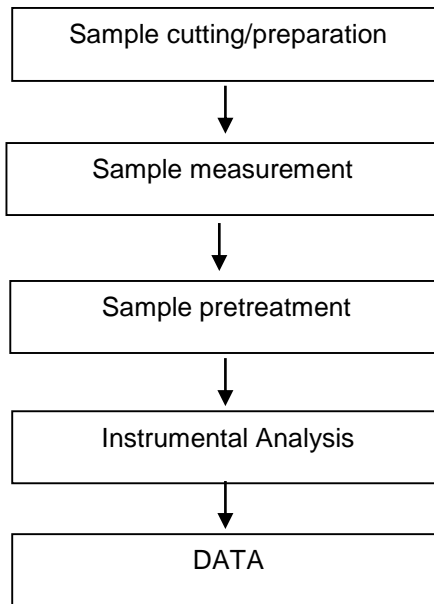 Sample cutting/preparation
Sample measurement
Sample pretreatment
Instrumental Analysis
DATA